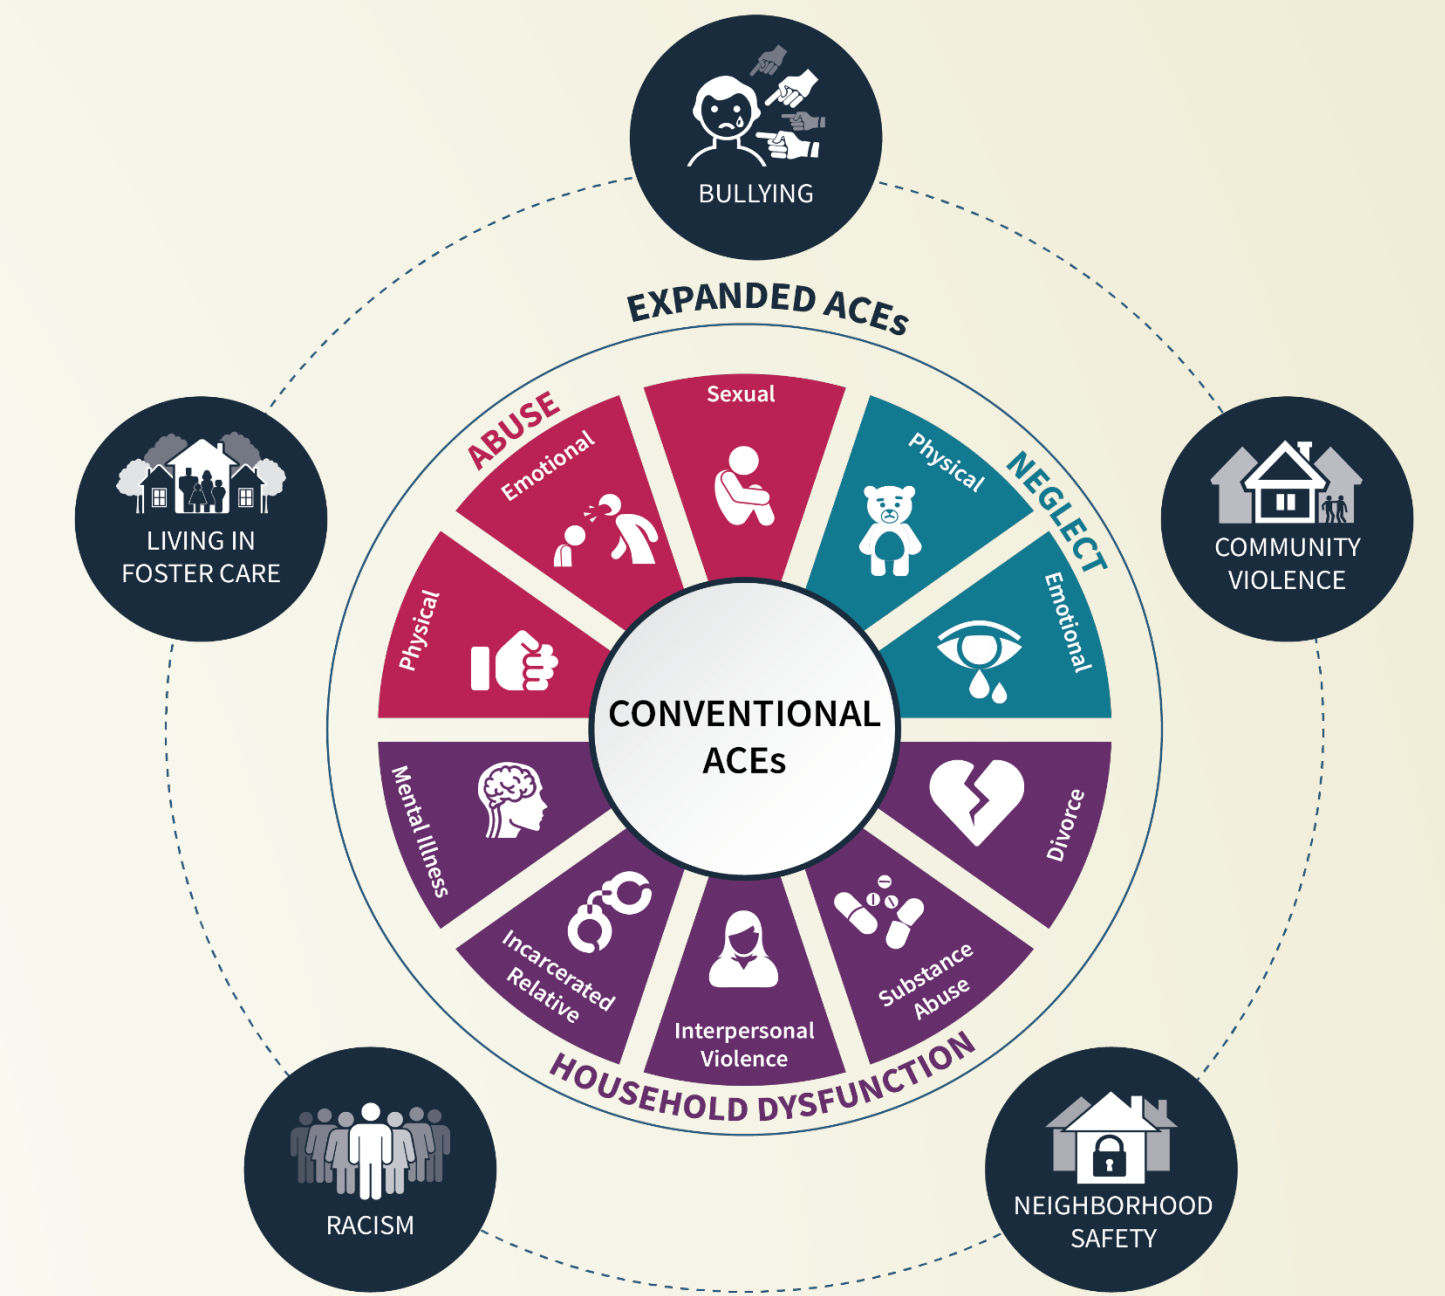 BULLYING
EXPANDED ACEs
LIVING IN
FOSTER CARE
COMMUNITY
VIOLENCE
ABUSE
Physical
Emotional
Sexual
NEGLECT
Physical
Emotional
CONVENTIONAL
ACEs
Mental Illness
Incarcerated
Relative
Interpersonal
Violence
Substance
Abuse
Divorce
HOUSEHOLD DYSFUNCTION
RACISM
NEIGHBORHOOD
SAFETY